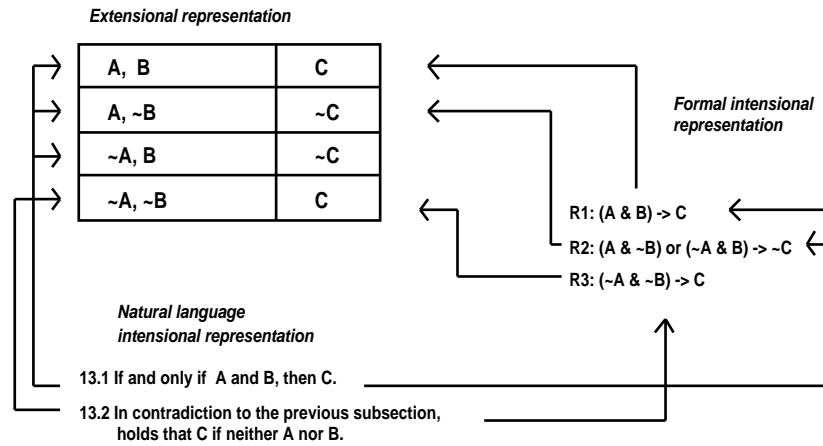 Extensional representation
A, B C
A, ~B ~C
~A, B ~C
~A, ~B C
Formal intensional
representation
R1: (A & B) -> C
R2: (A & ~B) or (~A & B) -> ~C
R3: (~A & ~B) -> C
Natural language
intensional representation
13.1 If and only if A and B, then C.
13.2 In contradiction to the previous subsection,
holds that C if neither A nor B.